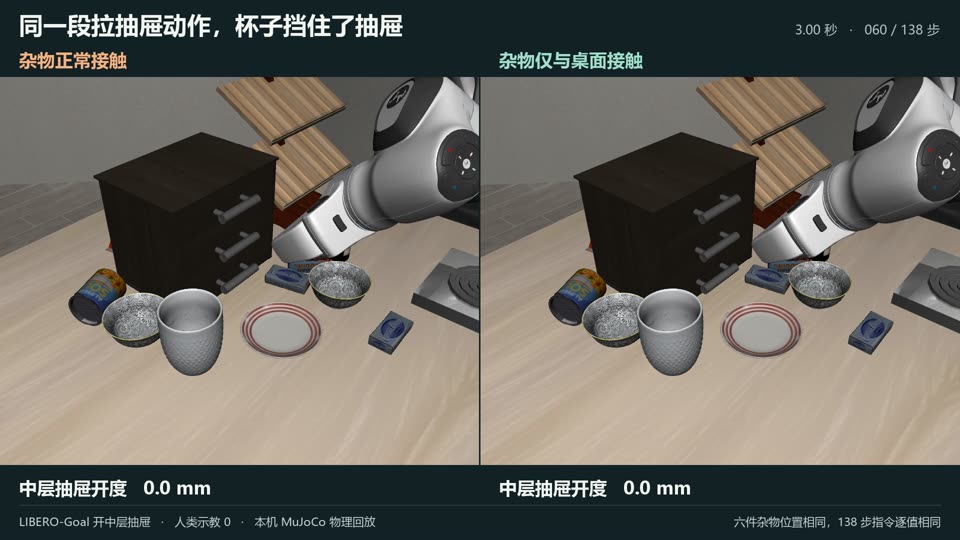 同一段拉抽屉动作，杯子挡住了抽屉
3.00 秒 · 060 / 138 步
杂物正常接触
杂物仅与桌面接触
中层抽屉开度 0.0 mm
中层抽屉开度 0.0 mm
LIBERO-Goal 开中层抽屉 · 人类示教 0 · 本机 MuJoCo 物理回放
六件杂物位置相同，138 步指令逐值相同